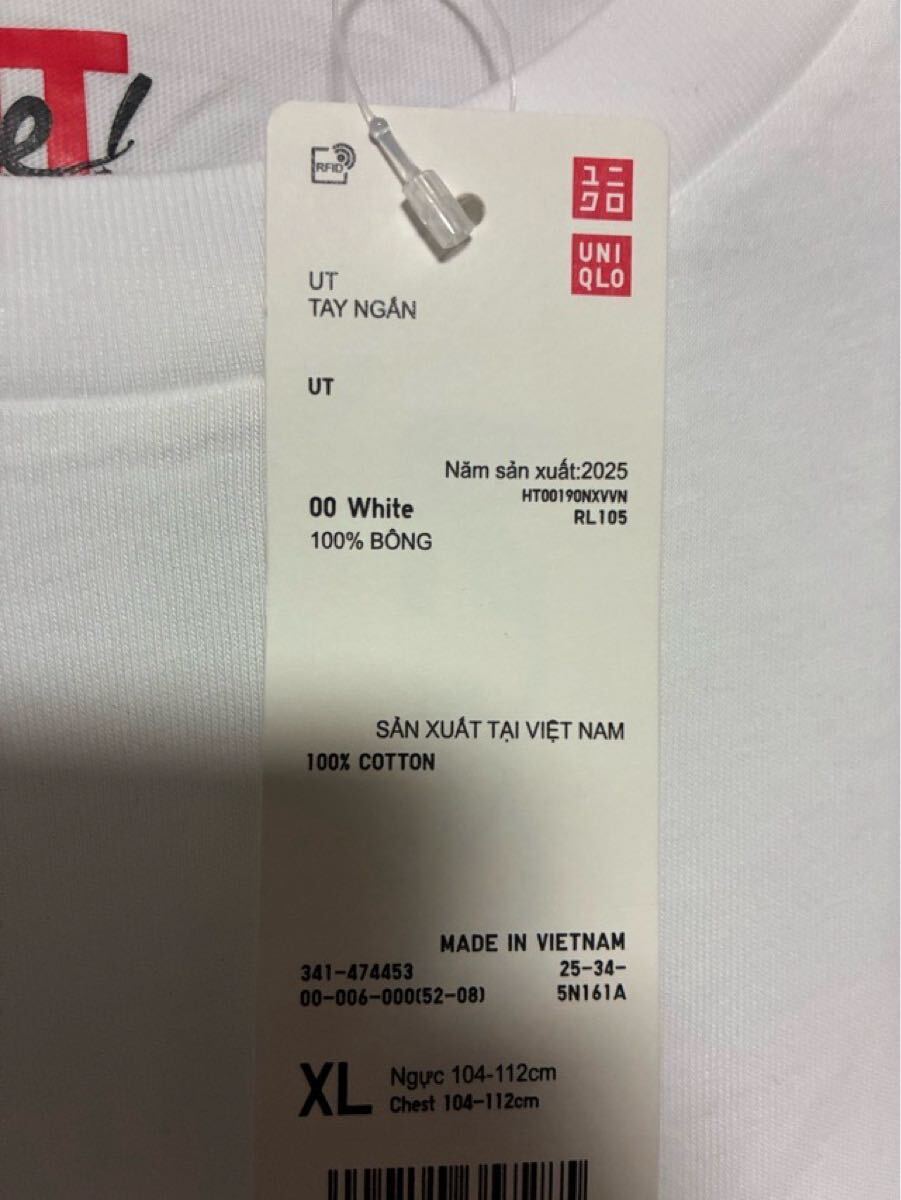 UT
e!
RFID
ユニ
クロ
UNI
QLO
UT
TAY NGẮN
UT
Năm sản xuất:2025
HT00190NXVVN
00 White
RL105
100% BÔNG
SẢN XUẤT TẠI VIỆT NAM
100% COTTON
MADE IN VIETNAM
341-474453
25-34-
00-006-000(52-08)
5N161A
XL
Ngực 104-112cm
Chest 104-112cm